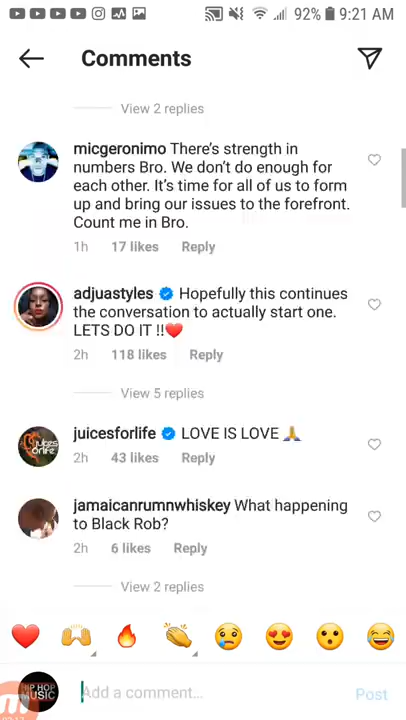 92% 9:21 AM
Comments
View 2 replies
micgeronimo There's strength in
numbers Bro. We don't do enough for
each other. It's time for all of us to form
up and bring our issues to the forefront.
Count me in Bro.
1h 17 likes Reply
adjuastyles Hopefully this continues
the conversation to actually start one.
LETS DO IT !!❤️
2h 118 likes Reply
View 5 replies
juicesforlife LOVE IS LOVE 🙏
2h 43 likes Reply
jamaicanrumnwhiskey What happening
to Black Rob?
2h 6 likes Reply
View 2 replies
HIP HOP
MUSIC
Add a comment... Post